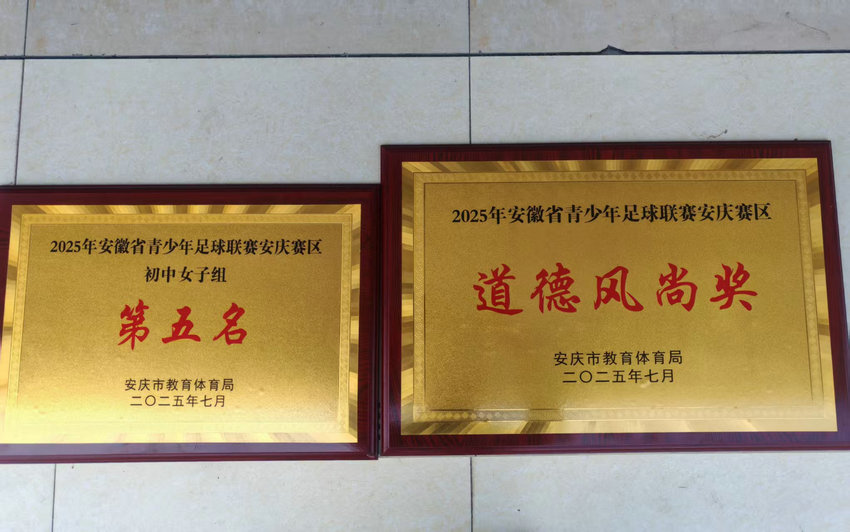 2025年安徽省青少年足球联赛安庆赛区
初中女子组
第五名
安庆市教育体育局
二〇二五年七月
2025年安徽省青少年足球联赛安庆赛区
道德风尚奖
安庆市教育体育局
二〇二五年七月